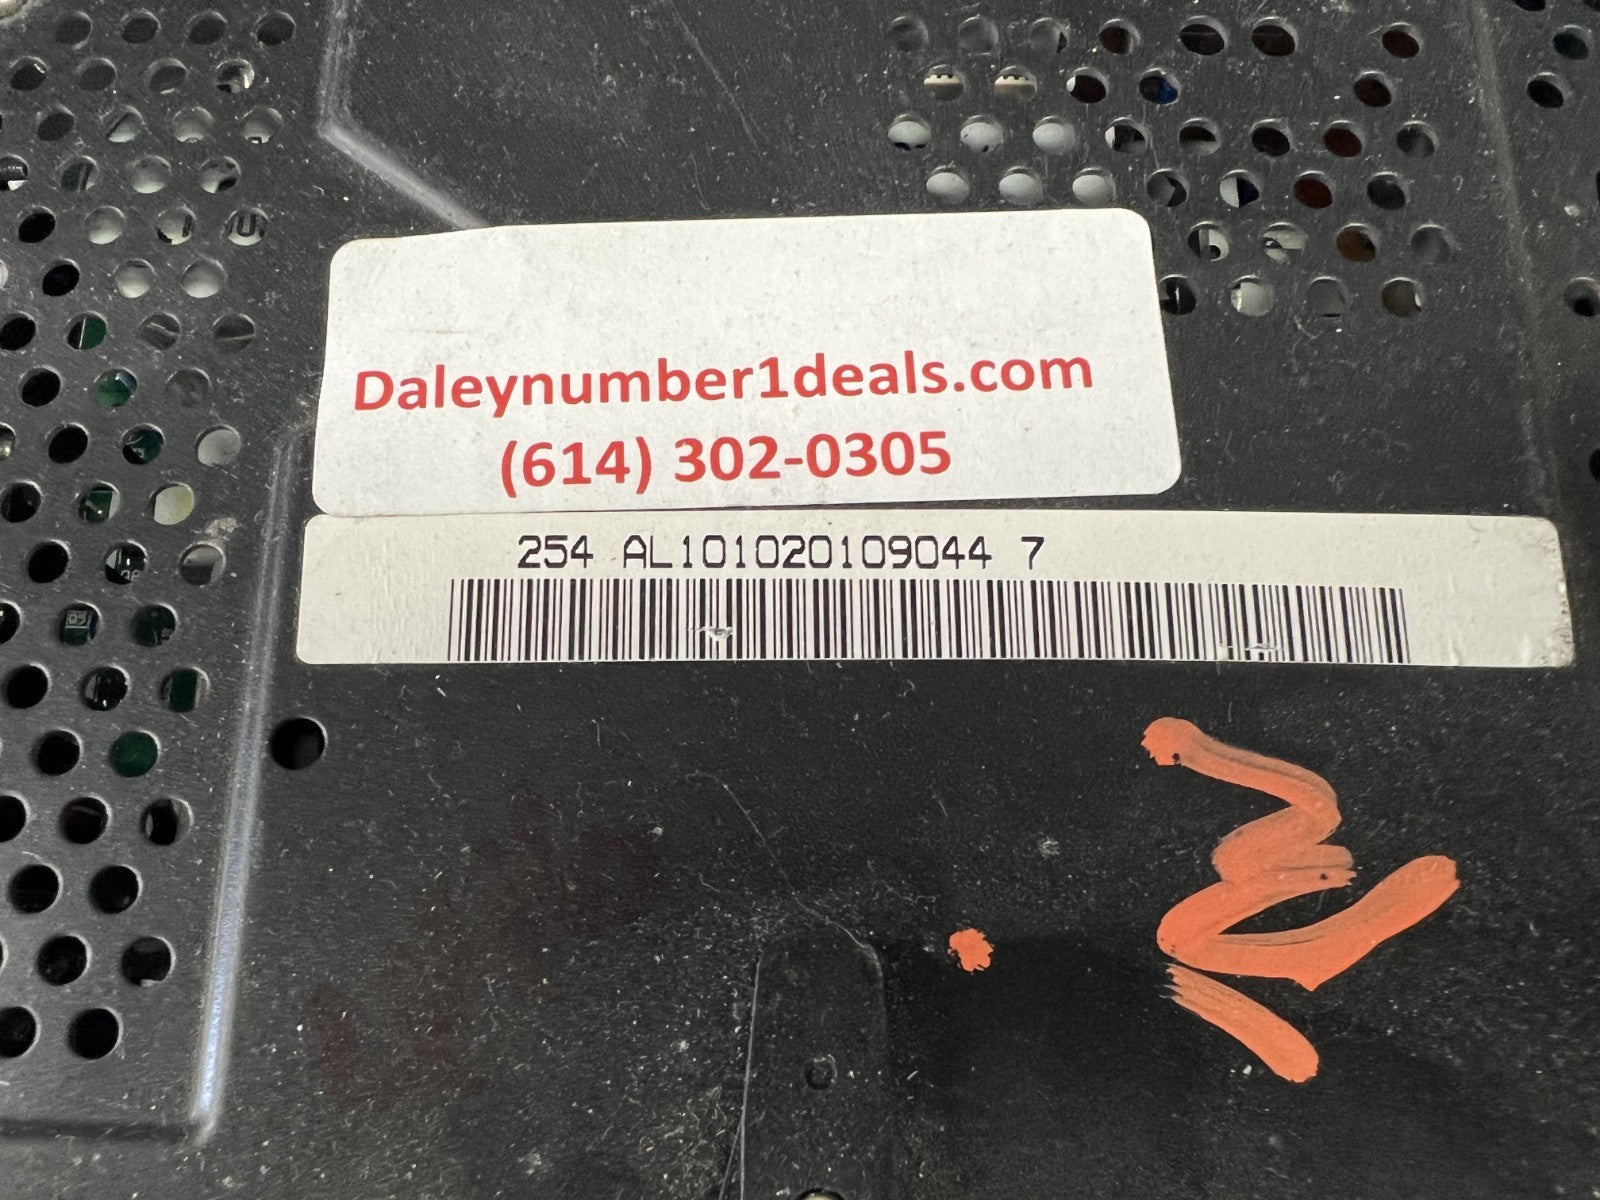 Daleynumber1deals.com
(614) 302-0305
254 AL101020109044 7